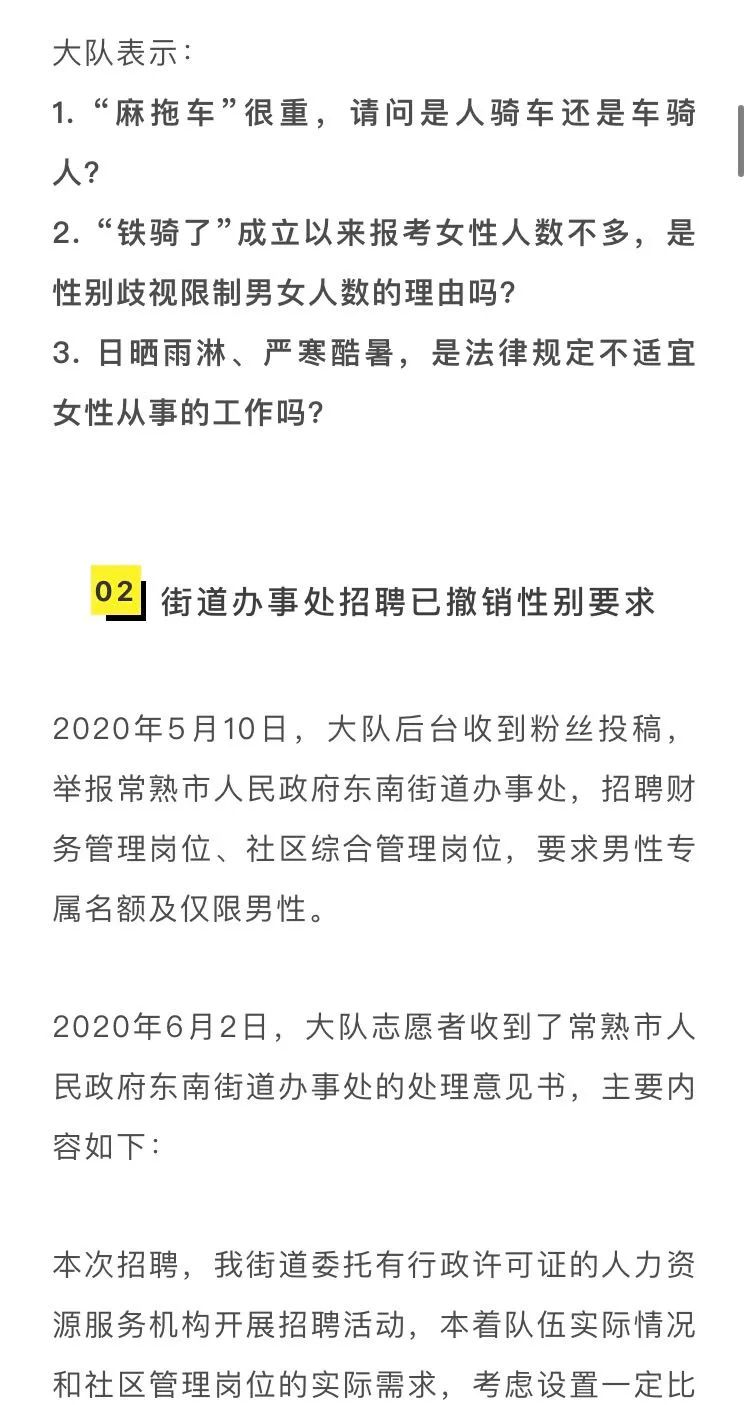 大队表示：
1. “麻拖车”很重，请问是人骑车还是车骑
人？
2. “铁骑了”成立以来报考女性人数不多，是
性别歧视限制男女人数的理由吗？
3. 日晒雨淋、严寒酷暑，是法律规定不适宜
女性从事的工作吗？
02 街道办事处招聘已撤销性别要求
2020年5月10日，大队后台收到粉丝投稿，
举报常熟市人民政府东南街道办事处，招聘财
务管理岗位、社区综合管理岗位，要求男性专
属名额及仅限男性。
2020年6月2日，大队志愿者收到了常熟市人
民政府东南街道办事处的处理意见书，主要内
容如下：
本次招聘，我街道委托有行政许可证的人力资
源服务机构开展招聘活动，本着队伍实际情况
和社区管理岗位的实际需求，考虑设置一定比